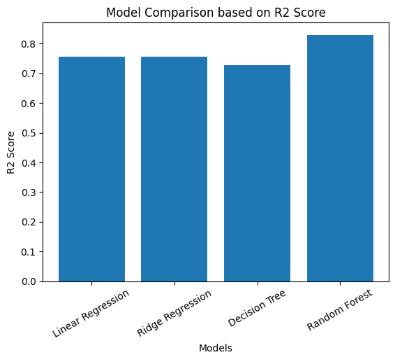 Model Comparison based on R2 Score
0.8
0.7
0.6
0.5
0.4
0.3
0.2
0.1
0.0
R2 Score
Linear Regression
Ridge Regression
Decision Tree
Random Forest
Models